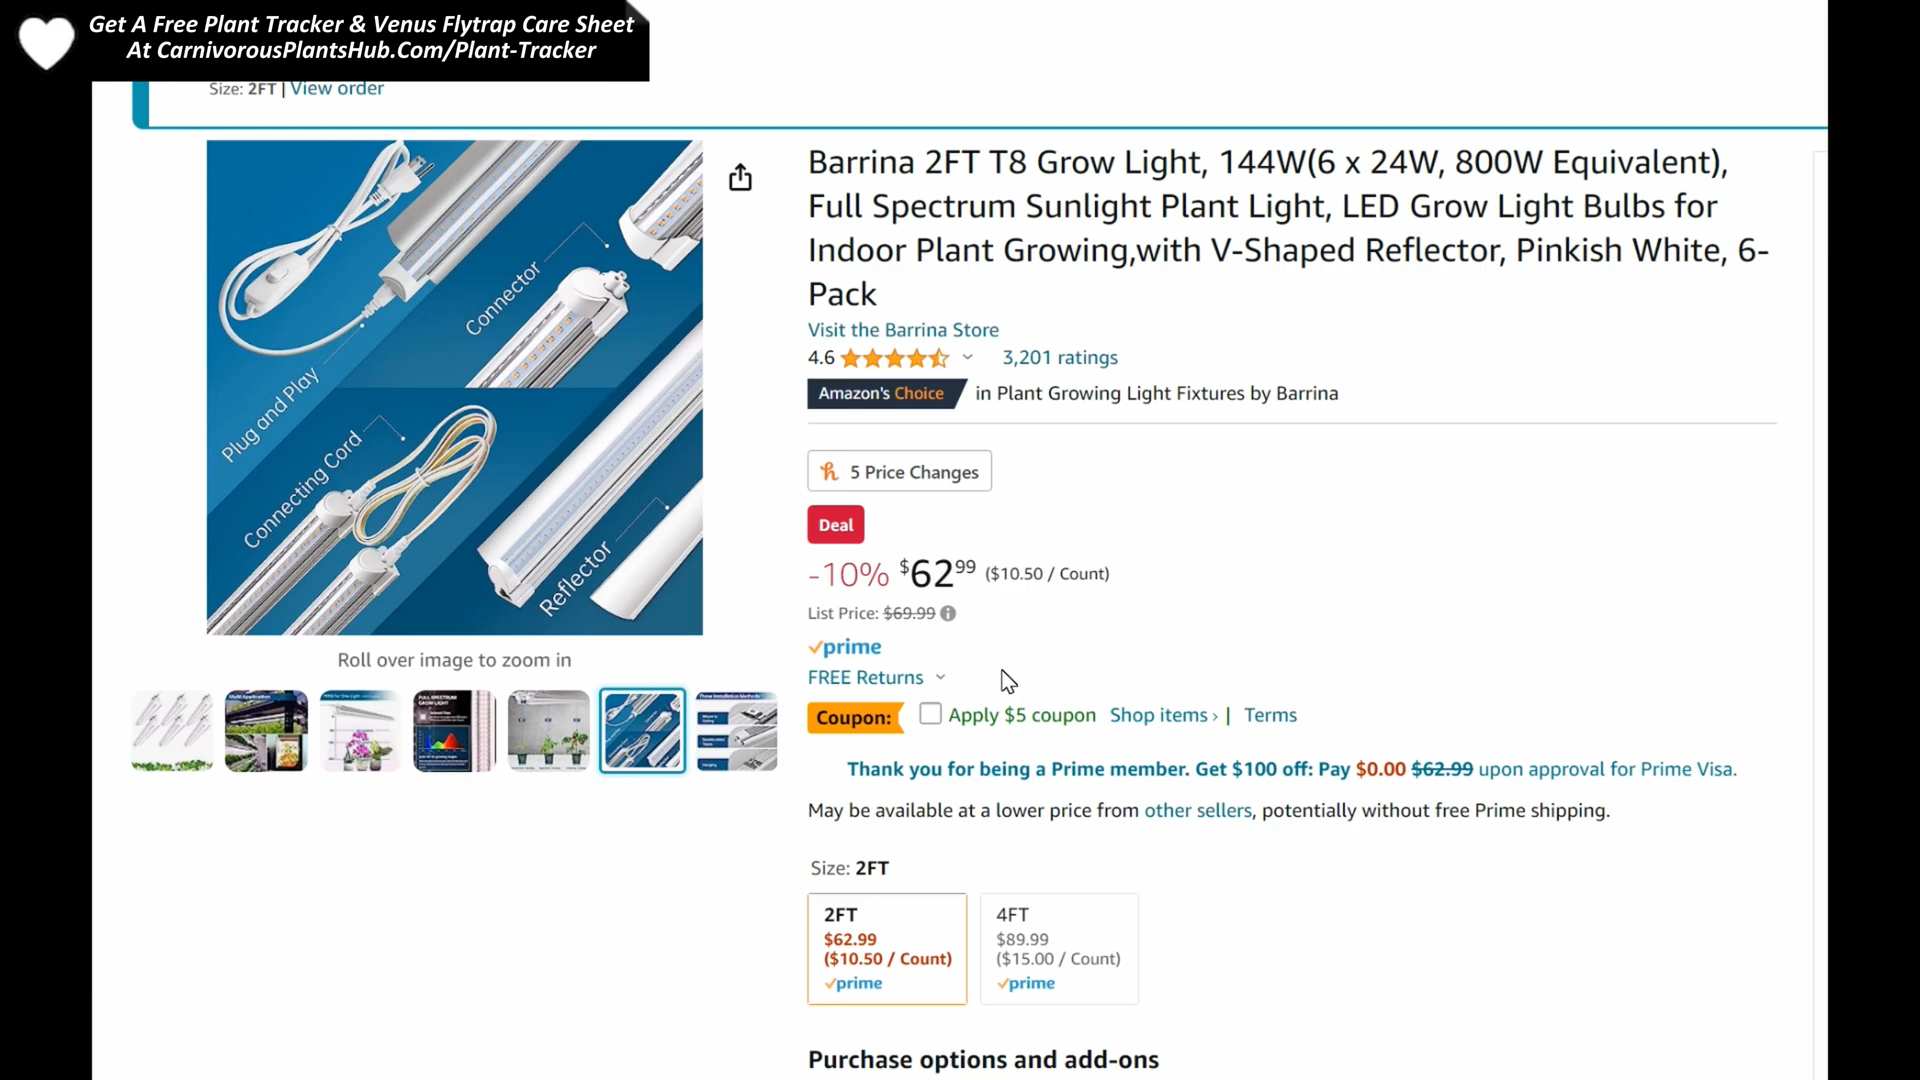 Get A Free Plant Tracker & Venus Flytrap Care Sheet
At CarnivorousPlantsHub.Com/Plant-Tracker
Size: 2FT | View order
Plug and Play
Connector
Connecting Cord
Reflector
Roll over image to zoom in
Barrina 2FT T8 Grow Light, 144W(6 x 24W, 800W Equivalent),
Full Spectrum Sunlight Plant Light, LED Grow Light Bulbs for
Indoor Plant Growing,with V-Shaped Reflector, Pinkish White, 6-
Pack
Visit the Barrina Store
4.6 3,201 ratings
Amazon's Choice in Plant Growing Light Fixtures by Barrina
5 Price Changes
Deal
-10% $62.99 ($10.50 / Count)
List Price: $69.99
prime
FREE Returns
Coupon: Apply $5 coupon Shop items › | Terms
Thank you for being a Prime member. Get $100 off: Pay $0.00 $62.99 upon approval for Prime Visa.
May be available at a lower price from other sellers, potentially without free Prime shipping.
Size: 2FT
2FT
$62.99
($10.50 / Count)
prime
4FT
$89.99
($15.00 / Count)
prime
Purchase options and add-ons